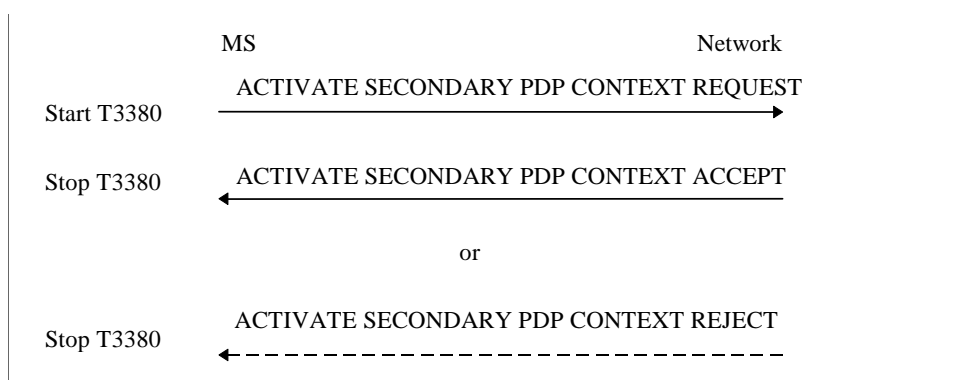 MS Network
ACTIVATE SECONDARY PDP CONTEXT REQUEST
Start T3380
ACTIVATE SECONDARY PDP CONTEXT ACCEPT
Stop T3380
or
ACTIVATE SECONDARY PDP CONTEXT REJECT
Stop T3380